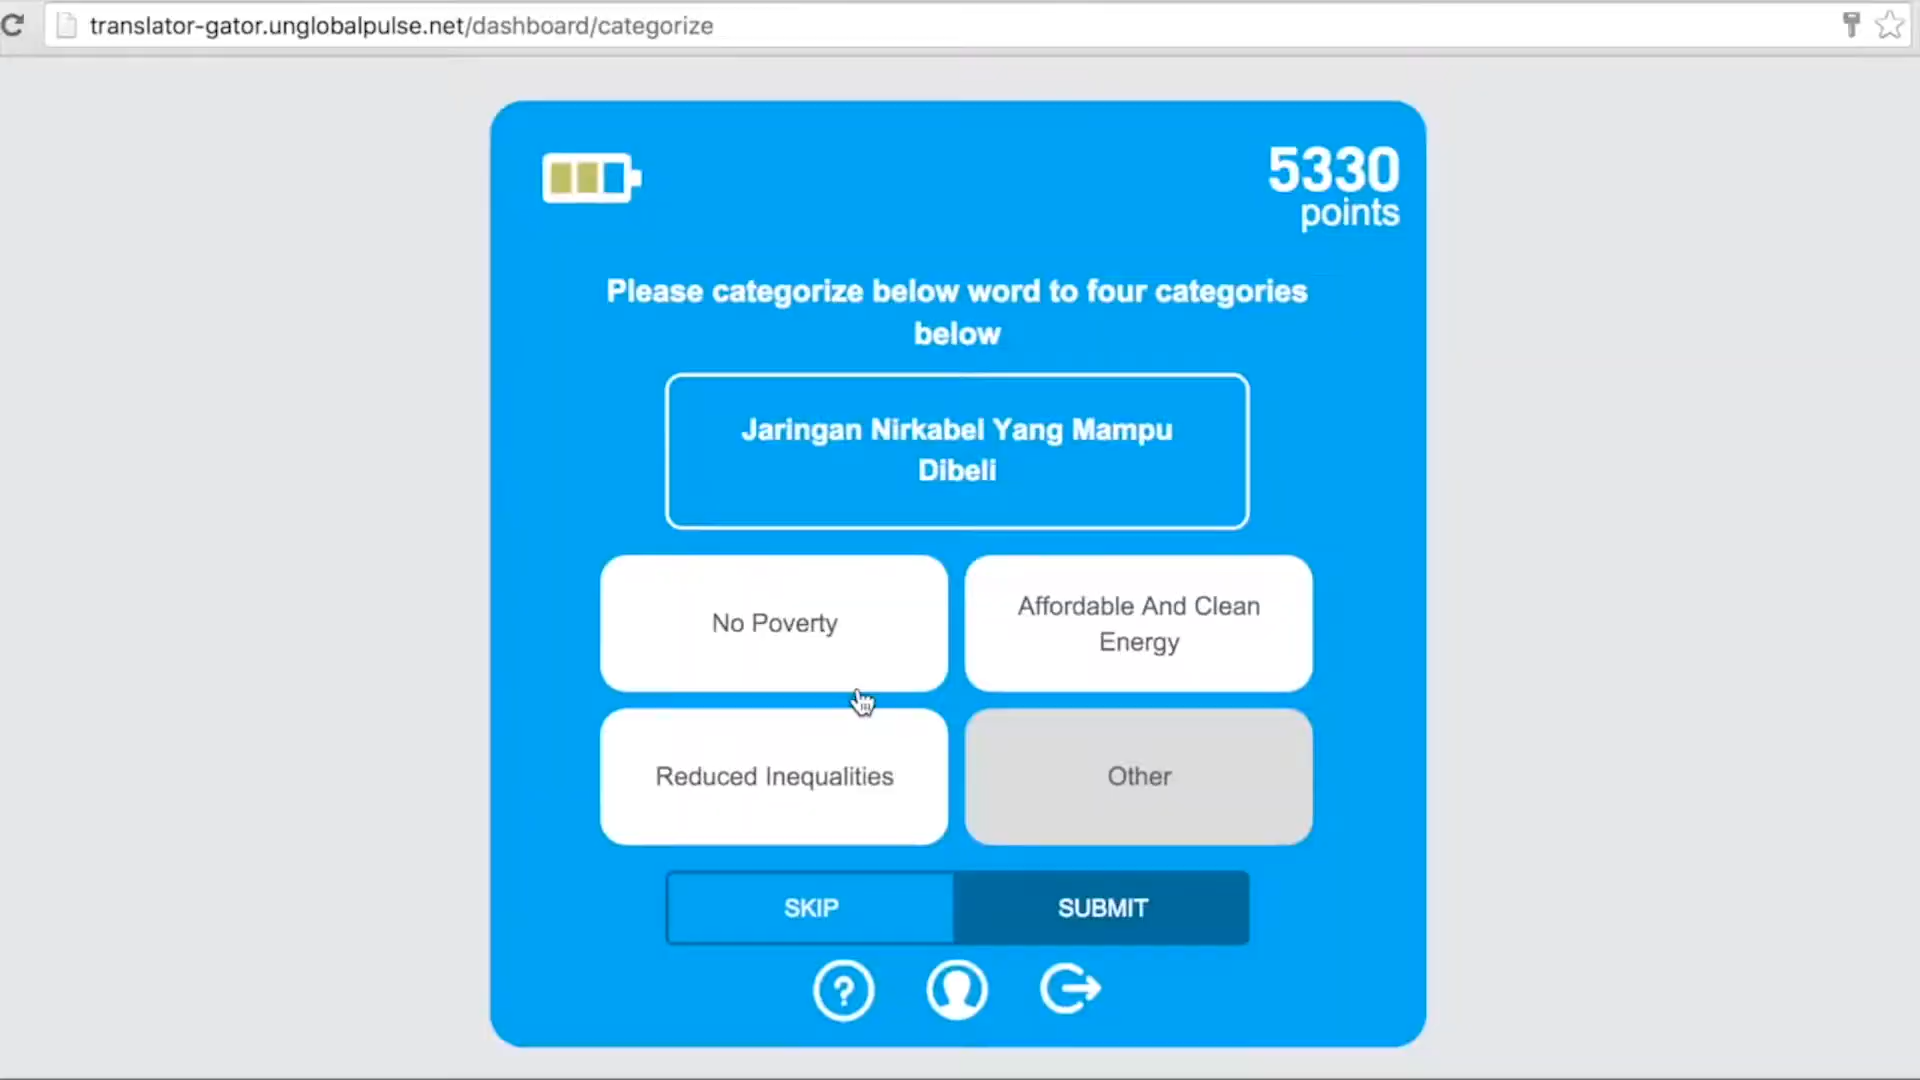 translator-gator.unglobalpulse.net/dashboard/categorize
5330
points
Please categorize below word to four categories
below
Jaringan Nirkabel Yang Mampu
Dibeli
No Poverty
Affordable And Clean
Energy
Reduced Inequalities
Other
SKIP
SUBMIT
?